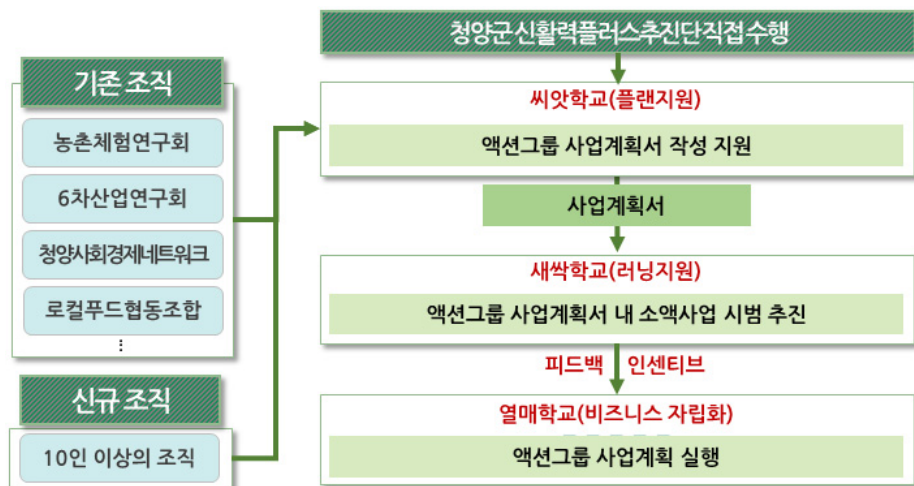 기존 조직
농촌체험연구회
6차산업연구회
청양사회경제네트워크
로컬푸드협동조합
⋮
신규 조직
10인 이상의 조직
청양군 신활력플러스추진단 직접 수행
씨앗학교(플랜지원)
액션그룹 사업계획서 작성 지원
사업계획서
새싹학교(러닝지원)
액션그룹 사업계획서 내 소액사업 시범 추진
피드백 인센티브
열매학교(비즈니스 자립화)
액션그룹 사업계획 실행